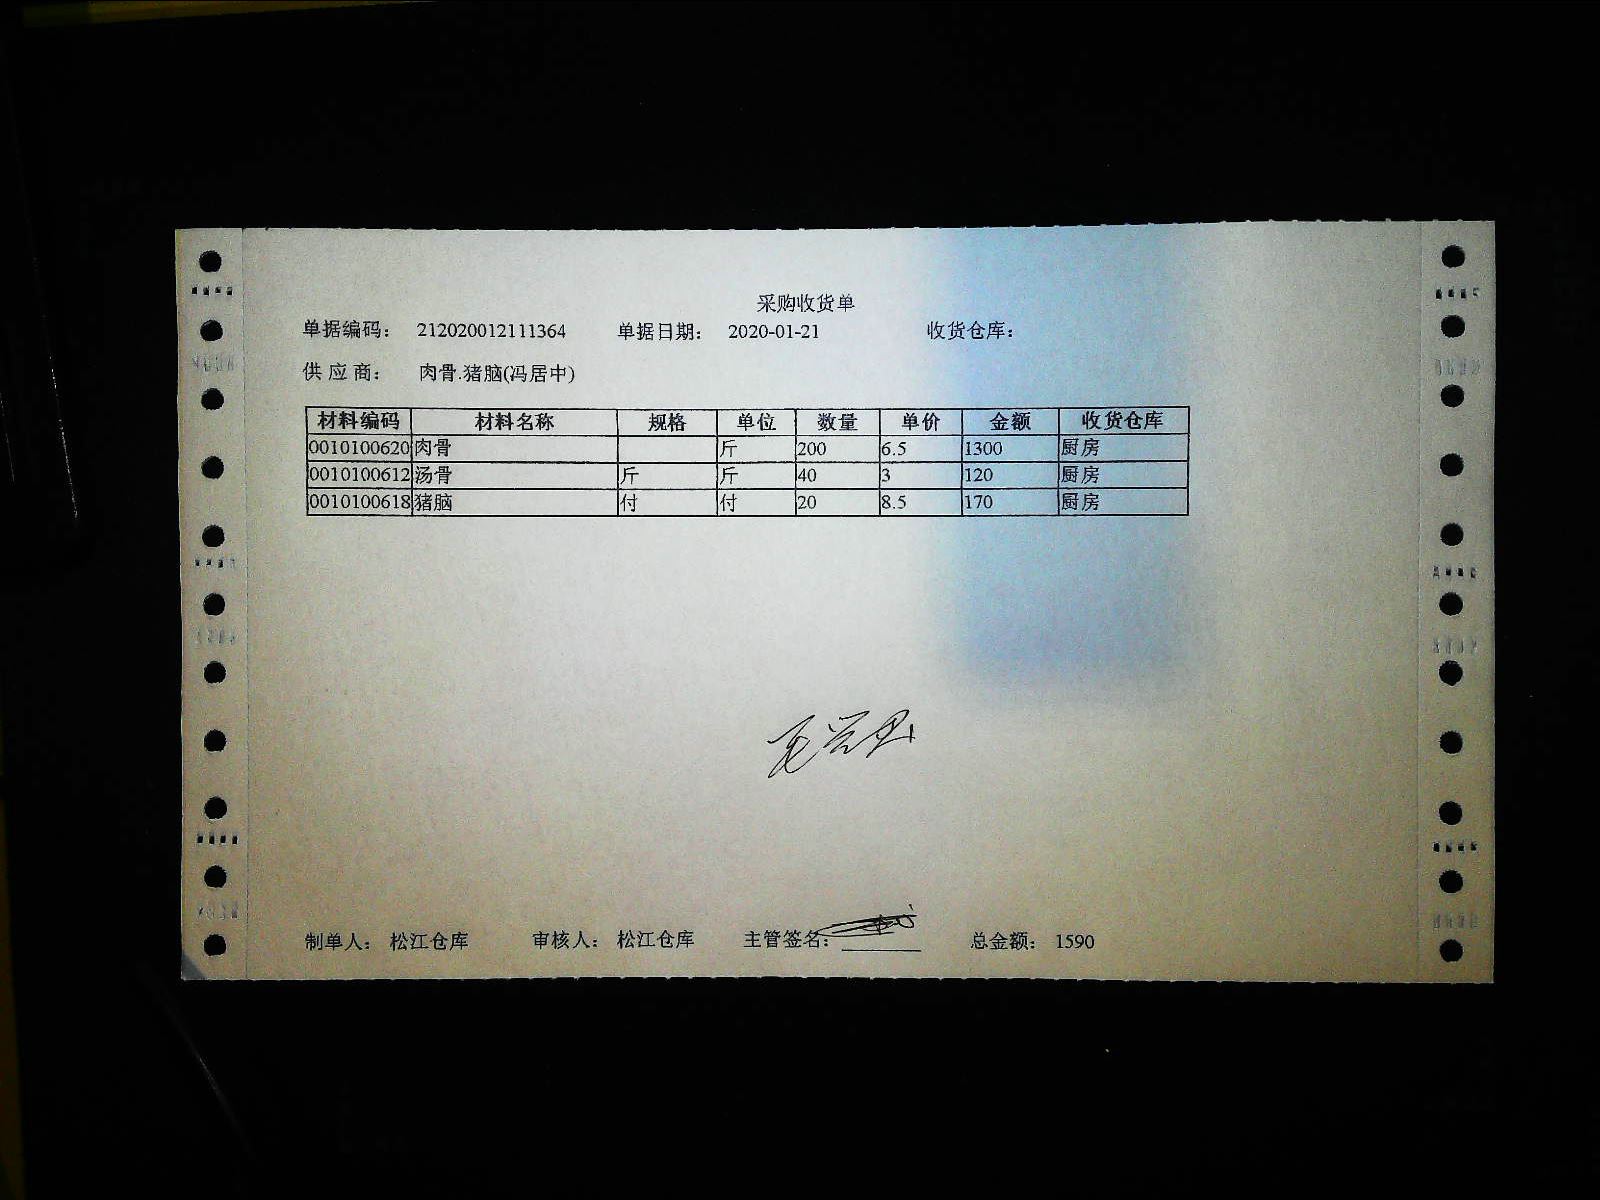 采购收货单
单据编码： 212020012111364 单据日期： 2020-01-21 收货仓库：
供 应 商： 肉骨.猪脑(冯居中)
材料编码 材料名称 规格 单位 数量 单价 金额 收货仓库
0010100620 肉骨 斤 200 6.5 1300 厨房
0010100612 汤骨 斤 斤 40 3 120 厨房
0010100618 猪脑 付 付 20 8.5 170 厨房
制单人： 松江仓库 审核人： 松江仓库 主管签名： 总金额： 1590